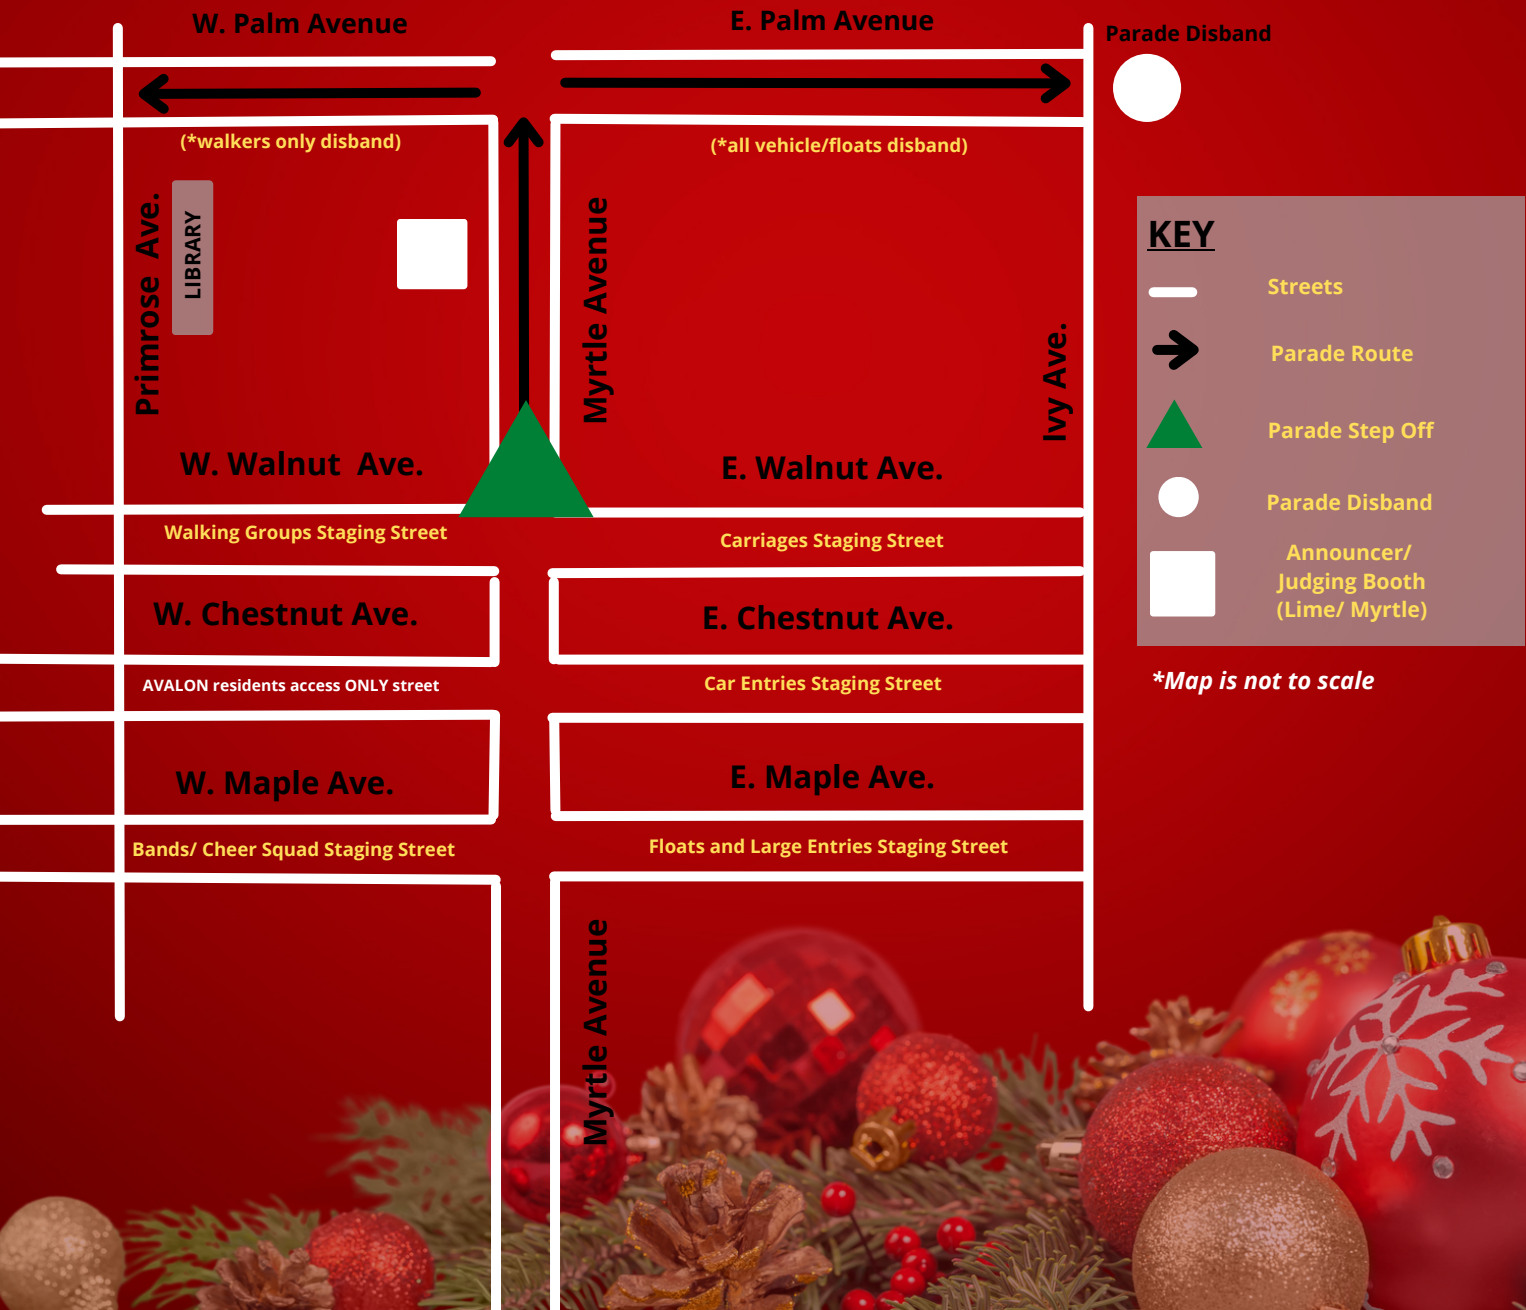 W. Palm Avenue
E. Palm Avenue
Parade Disband
(*walkers only disband)
(*all vehicle/floats disband)
Primrose Ave.
LIBRARY
Myrtle Avenue
Ivy Ave.
KEY
Streets
Parade Route
Parade Step Off
Parade Disband
Announcer/
Judging Booth
(Lime/ Myrtle)
*Map is not to scale
W. Walnut Ave.
E. Walnut Ave.
Walking Groups Staging Street
Carriages Staging Street
W. Chestnut Ave.
E. Chestnut Ave.
AVALON residents access ONLY street
Car Entries Staging Street
W. Maple Ave.
E. Maple Ave.
Bands/ Cheer Squad Staging Street
Floats and Large Entries Staging Street
Myrtle Avenue